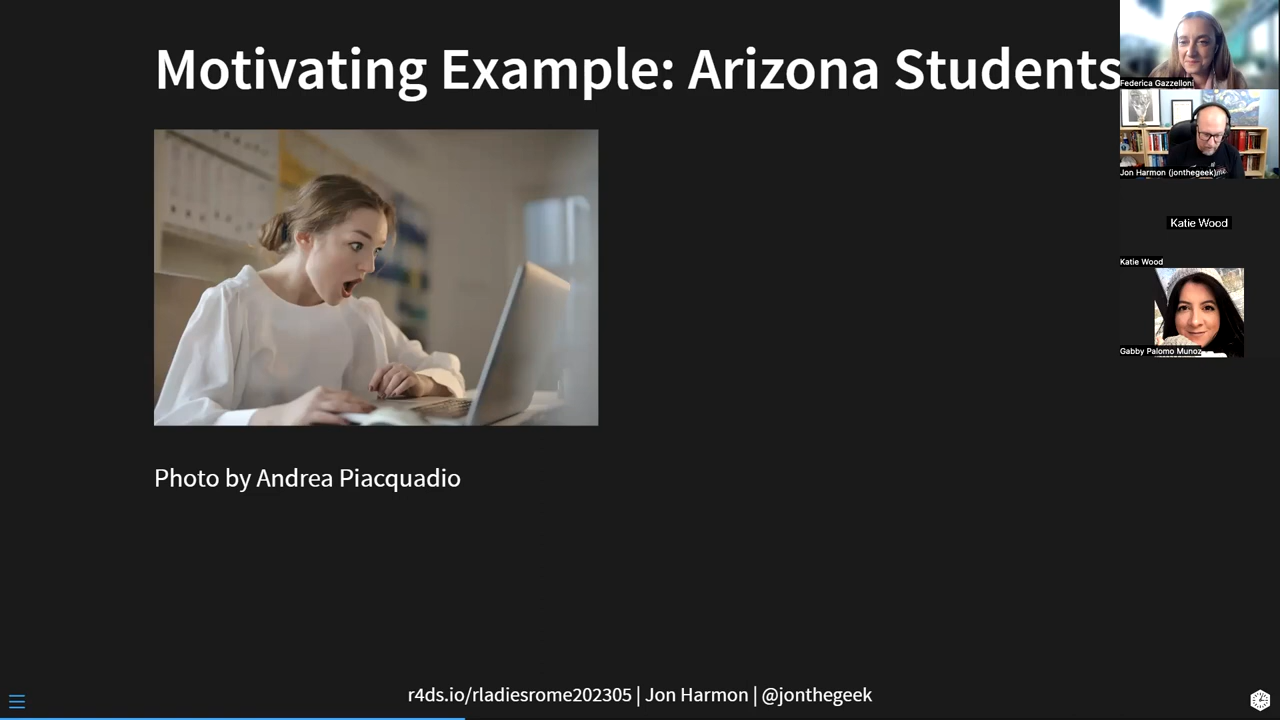 Motivating Example: Arizona Students
Federica Gazzelloni
Jon Harmon (jonthegeek)
Katie Wood
Katie Wood
Gabby Palomo Munoz
Photo by Andrea Piacquadio
r4ds.io/rladiesrome202305 | Jon Harmon | @jonthegeek